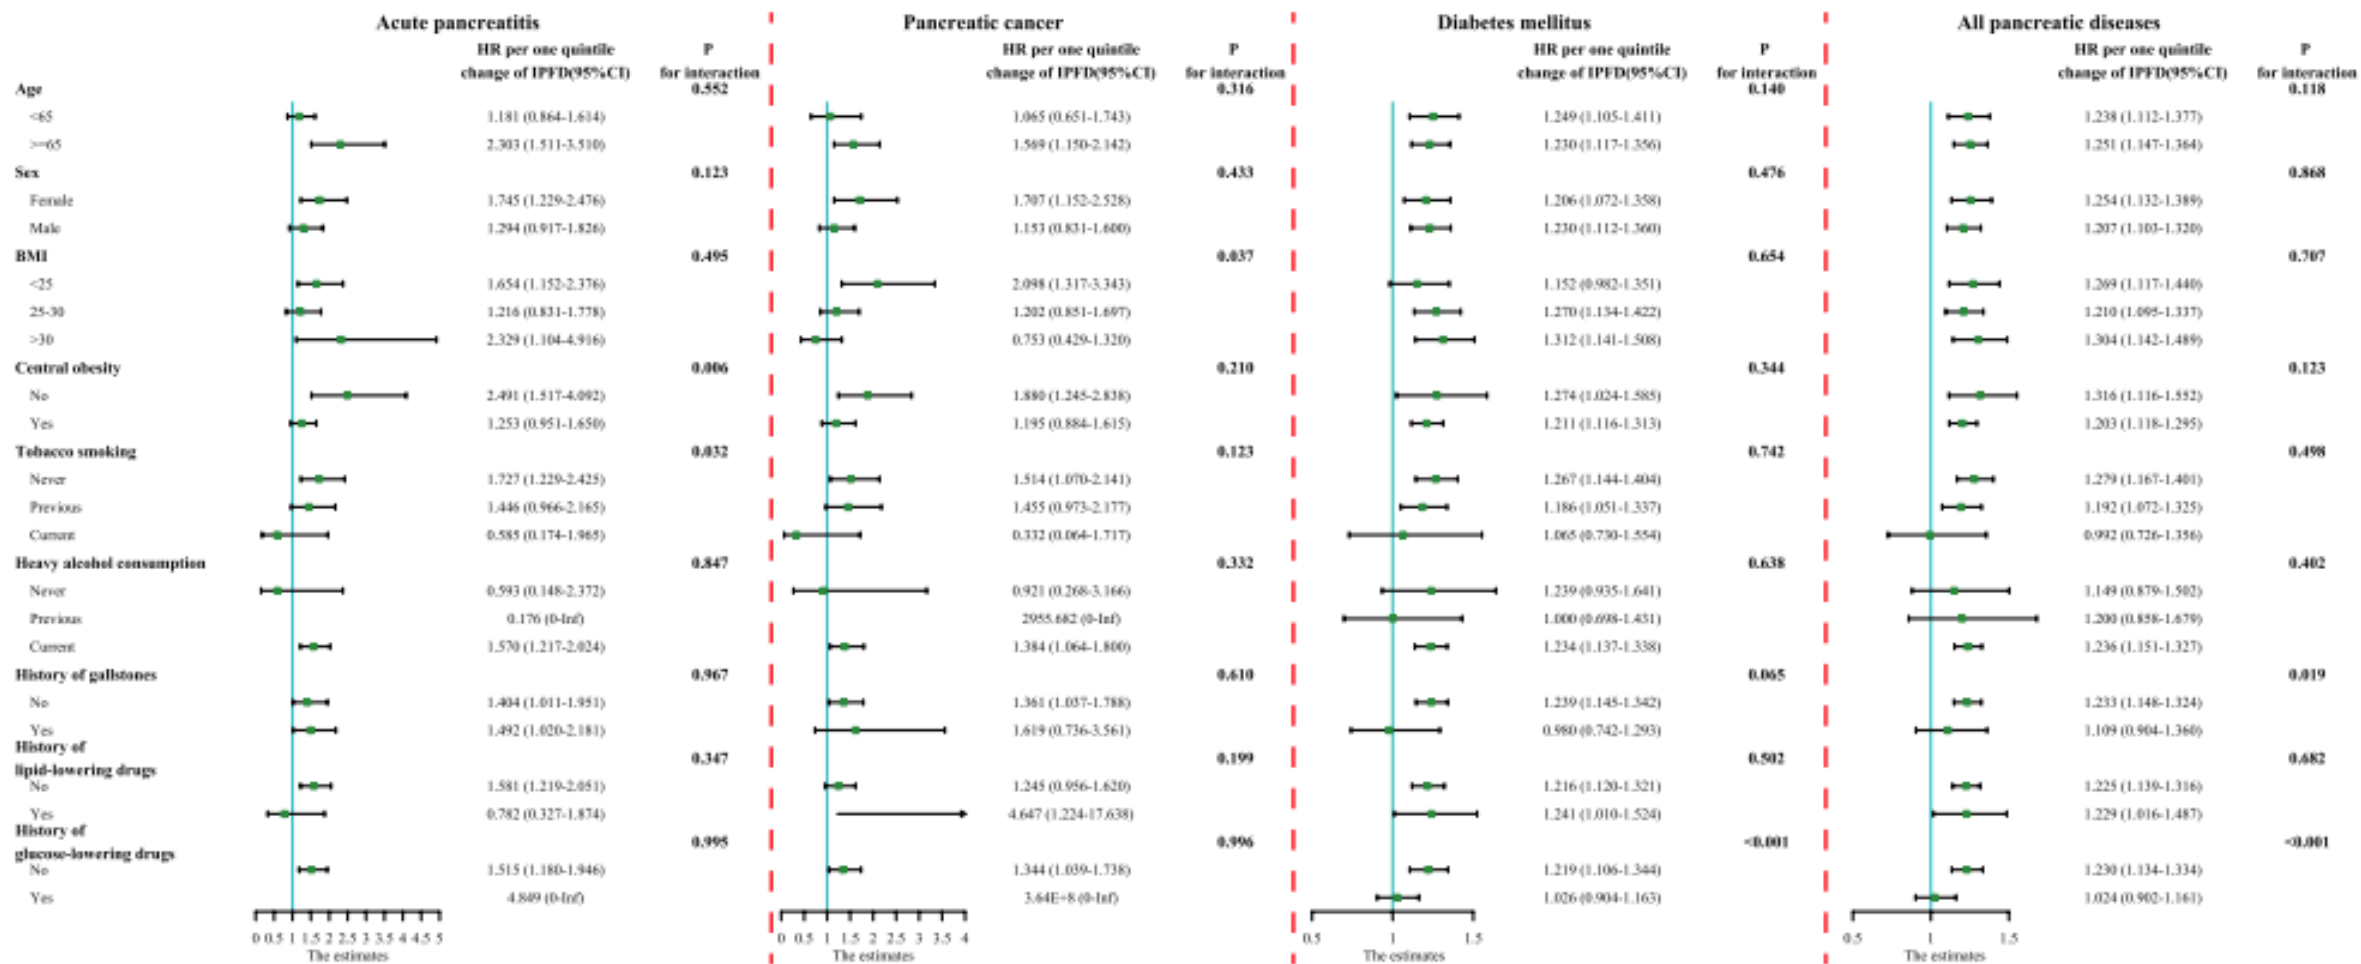 Acute pancreatitis Pancreatic cancer Diabetes mellitus All pancreatic diseases
HR per one quintile P HR per one quintile P HR per one quintile P HR per one quintile P
change of IPFD(95%CI) for interaction change of IPFD(95%CI) for interaction change of IPFD(95%CI) for interaction change of IPFD(95%CI) for interaction
Age 0.552 0.316 0.140 0.118
<65 1.181 (0.864-1.614) 1.065 (0.651-1.743) 1.249 (1.105-1.411) 1.238 (1.112-1.377)
>=65 2.303 (1.511-3.510) 1.569 (1.150-2.142) 1.230 (1.117-1.356) 1.251 (1.147-1.364)
Sex 0.123 0.433 0.476 0.868
Female 1.745 (1.229-2.476) 1.707 (1.152-2.528) 1.206 (1.072-1.358) 1.254 (1.132-1.389)
Male 1.294 (0.917-1.826) 1.153 (0.831-1.600) 1.230 (1.112-1.360) 1.207 (1.103-1.320)
BMI 0.495 0.037 0.654 0.707
<25 1.654 (1.152-2.376) 2.098 (1.317-3.343) 1.152 (0.982-1.351) 1.269 (1.117-1.440)
25-30 1.216 (0.831-1.778) 1.202 (0.851-1.697) 1.270 (1.134-1.422) 1.210 (1.095-1.337)
>30 2.329 (1.104-4.916) 0.753 (0.429-1.320) 1.312 (1.141-1.508) 1.304 (1.142-1.489)
Central obesity 0.006 0.210 0.344 0.123
No 2.491 (1.517-4.092) 1.880 (1.245-2.838) 1.274 (1.024-1.585) 1.316 (1.116-1.552)
Yes 1.253 (0.951-1.650) 1.195 (0.884-1.615) 1.211 (1.116-1.313) 1.203 (1.118-1.295)
Tobacco smoking 0.032 0.123 0.742 0.498
Never 1.727 (1.229-2.425) 1.514 (1.070-2.141) 1.267 (1.144-1.404) 1.279 (1.167-1.401)
Previous 1.446 (0.966-2.165) 1.455 (0.973-2.177) 1.186 (1.051-1.337) 1.192 (1.072-1.325)
Current 0.585 (0.174-1.965) 0.332 (0.064-1.717) 1.065 (0.730-1.554) 0.992 (0.726-1.356)
Heavy alcohol consumption 0.847 0.332 0.638 0.402
Never 0.593 (0.148-2.372) 0.921 (0.268-3.166) 1.239 (0.935-1.641) 1.149 (0.879-1.502)
Previous 0.176 (0-Inf) 2955.682 (0-Inf) 1.000 (0.698-1.431) 1.200 (0.858-1.679)
Current 1.570 (1.217-2.024) 1.384 (1.064-1.800) 1.234 (1.137-1.338) 1.236 (1.151-1.327)
History of gallstones 0.967 0.610 0.065 0.019
No 1.404 (1.011-1.951) 1.361 (1.037-1.788) 1.239 (1.145-1.342) 1.233 (1.148-1.324)
Yes 1.492 (1.020-2.181) 1.619 (0.736-3.561) 0.980 (0.742-1.293) 1.109 (0.904-1.360)
History of
lipid-lowering drugs 0.347 0.199 0.502 0.682
No 1.581 (1.219-2.051) 1.245 (0.956-1.620) 1.216 (1.120-1.321) 1.225 (1.139-1.316)
Yes 0.782 (0.327-1.874) 4.647 (1.224-17.638) 1.241 (1.010-1.524) 1.229 (1.016-1.487)
History of
glucose-lowering drugs 0.995 0.996 <0.001 <0.001
No 1.515 (1.180-1.946) 1.344 (1.039-1.738) 1.219 (1.106-1.344) 1.230 (1.134-1.334)
Yes 4.849 (0-Inf) 3.64E+8 (0-Inf) 1.026 (0.904-1.163) 1.024 (0.902-1.161)
0 0.5 1 1.5 2 2.5 3 3.5 4 4.5 5 0 0.5 1 1.5 2 2.5 3 3.5 4 0.5 1 1.5 0.5 1 1.5
The estimates The estimates The estimates The estimates